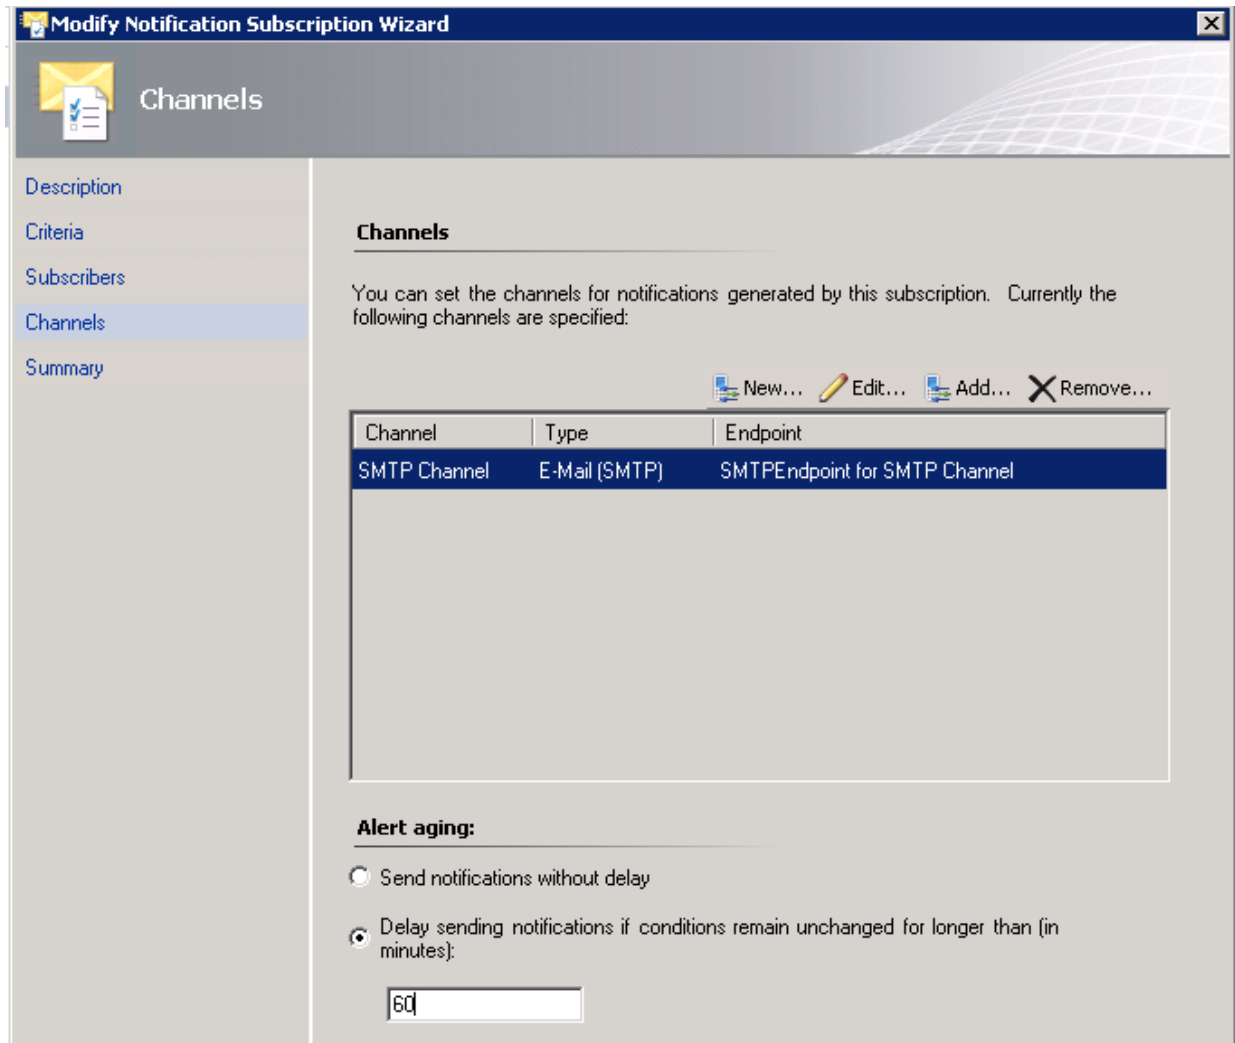 Modify Notification Subscription Wizard
Channels
Description
Criteria
Subscribers
Channels
Summary
Channels
You can set the channels for notifications generated by this subscription. Currently the
following channels are specified:
New... Edit... Add... Remove...
Channel Type Endpoint
SMTP Channel E-Mail (SMTP) SMTPEndpoint for SMTP Channel
Alert aging:
Send notifications without delay
Delay sending notifications if conditions remain unchanged for longer than (in
minutes):
60